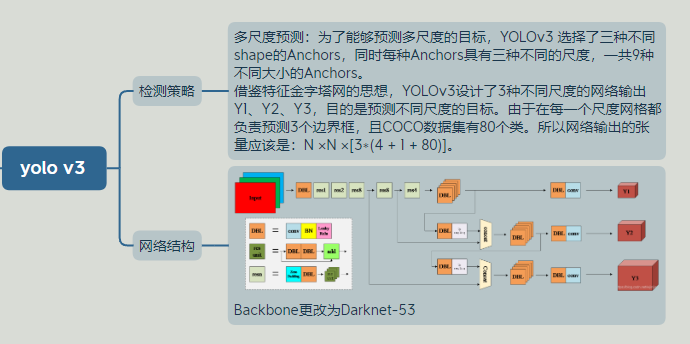 yolo v3
检测策略
多尺度预测：为了能够预测多尺度的目标，YOLOv3 选择了三种不同
shape的Anchors，同时每种Anchors具有三种不同的尺度，一共9种
不同大小的Anchors。
借鉴特征金字塔网的思想，YOLOv3设计了3种不同尺度的网络输出
Y1、Y2、Y3，目的是预测不同尺度的目标。由于在每一个尺度网格都
负责预测3个边界框，且COCO数据集有80个类。所以网络输出的张
量应该是：N ×N ×[3∗(4 + 1 + 80)]。
网络结构
DBL res1 res2 res8 res8 res4 DBL DBL conv Y1
DBL concat DBL DBL conv Y2
DBL Concat DBL DBL conv Y3
DBL = conv BN Leaky Relu
= DBL DBL add
resn =
Backbone更改为Darknet-53